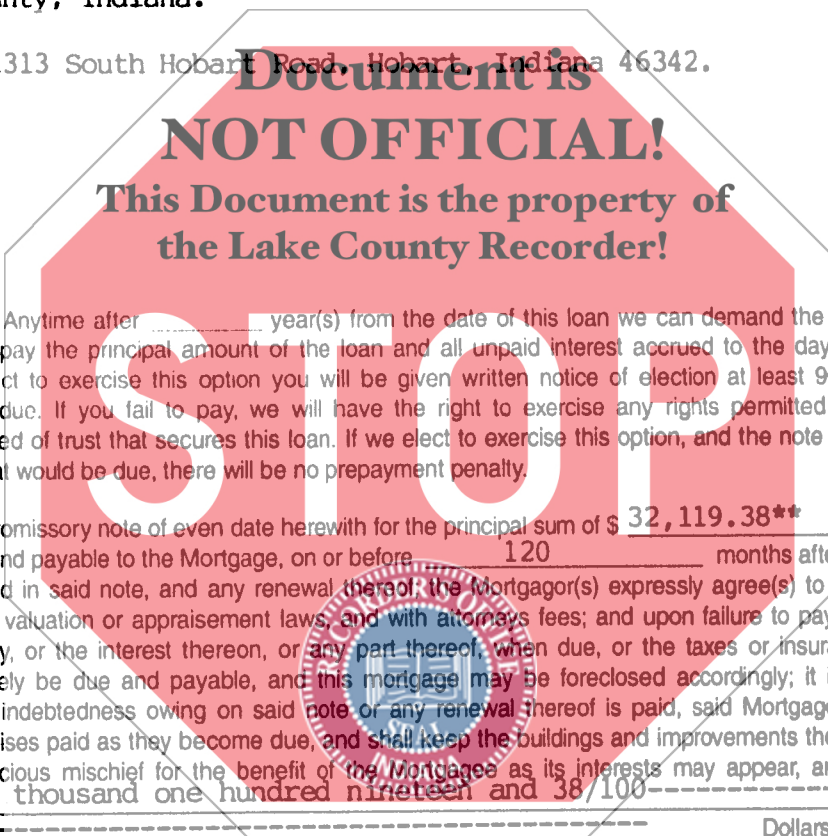 nty, Indiana.
313 South Hobart Road, Hobart, Indiana 46342.
Document is
NOT OFFICIAL!
This Document is the property of
the Lake County Recorder!
STOP
Anytime after year(s) from the date of this loan we can demand the
pay the principal amount of the loan and all unpaid interest accrued to the day
ct to exercise this option you will be given written notice of election at least 9
due. If you fail to pay, we will have the right to exercise any rights permitted
ed of trust that secures this loan. If we elect to exercise this option, and the note
t would be due, there will be no prepayment penalty.
omissory note of even date herewith for the principal sum of $ 32,119.38**
nd payable to the Mortgage, on or before 120 months afte
d in said note, and any renewal thereof; the Mortgagor(s) expressly agree(s) to
valuation or appraisement laws, and with attorneys fees; and upon failure to pay
y, or the interest thereon, or any part thereof, when due, or the taxes or insur
ely be due and payable, and this mortgage may be foreclosed accordingly; it i
indebtedness owing on said note or any renewal thereof is paid, said Mortgag
ises paid as they become due, and shall keep the buildings and improvements the
cious mischief for the benefit of the Mortgagee as its interests may appear, an
thousand one hundred nineteen and 38/100
Dollars
RECORDER OF
INDIANA